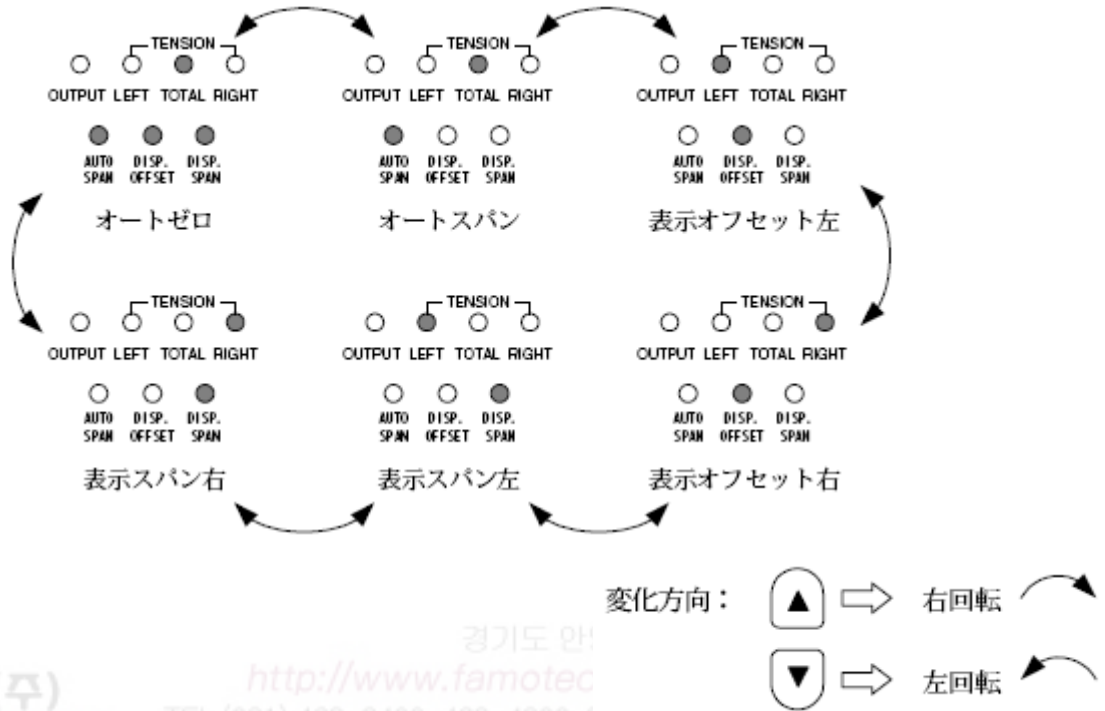 TENSION TENSION TENSION
OUTPUT LEFT TOTAL RIGHT OUTPUT LEFT TOTAL RIGHT OUTPUT LEFT TOTAL RIGHT
AUTO SPAN DISP. OFFSET DISP. SPAN AUTO SPAN DISP. OFFSET DISP. SPAN AUTO SPAN DISP. OFFSET DISP. SPAN
オートゼロ オートスパン 表示オフセット左
TENSION TENSION TENSION
OUTPUT LEFT TOTAL RIGHT OUTPUT LEFT TOTAL RIGHT OUTPUT LEFT TOTAL RIGHT
AUTO SPAN DISP. OFFSET DISP. SPAN AUTO SPAN DISP. OFFSET DISP. SPAN AUTO SPAN DISP. OFFSET DISP. SPAN
表示スパン右 表示スパン左 表示オフセット右
変化方向： ▲ 右回転
▼ 左回転
경기도
http://www.famotec
(주)